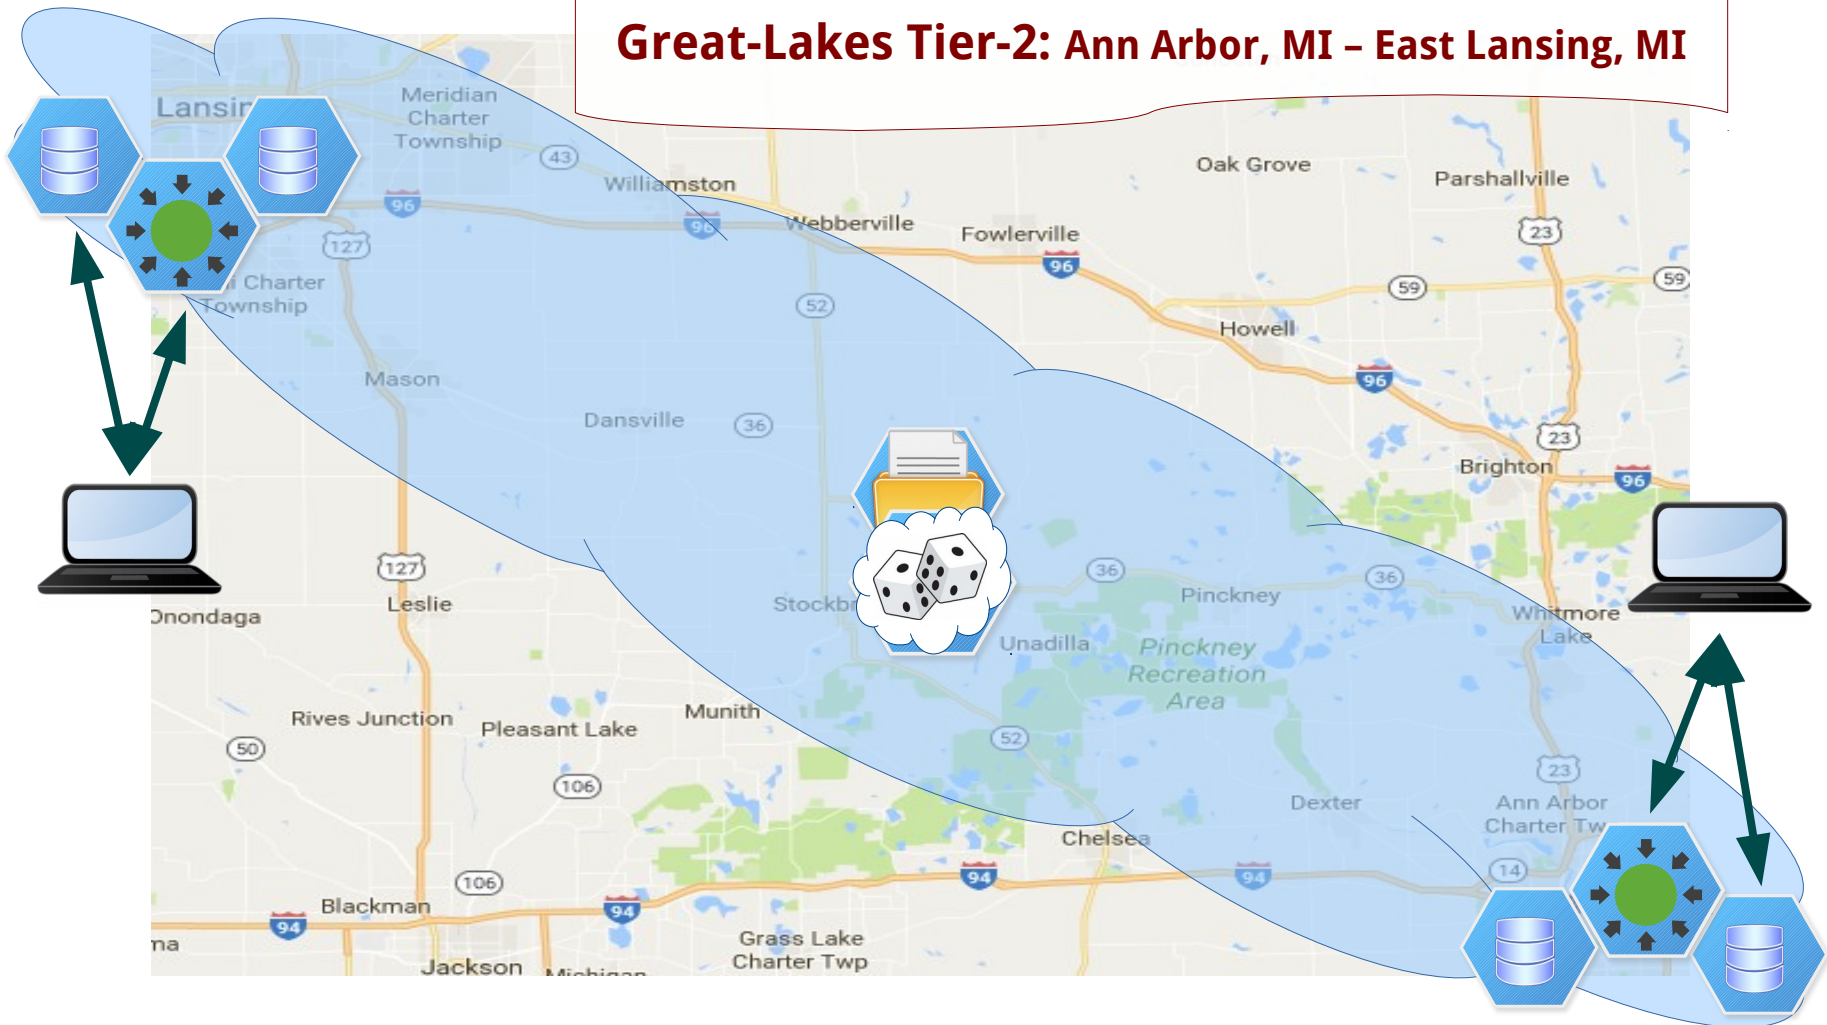 Great-Lakes Tier-2: Ann Arbor, MI – East Lansing, MI
Meridian
Charter
Township
43
Oak Grove
Parshallville
Williamston
96
96
Webberville
Fowlerville
23
127
96
59
59
Charter
Township
52
Howell
Mason
96
Dansville
36
23
Brighton
96
127
36
36
Leslie
Pinckney
Onondaga
Whitmore
Lake
Unadilla
Pinckney
Recreation
Area
Rives Junction
Munith
Pleasant Lake
50
52
106
23
Dexter
Ann Arbor
Charter Tw
Chelsea
14
94
94
106
Blackman
94
94
Grass Lake
Charter Twp
Jackson